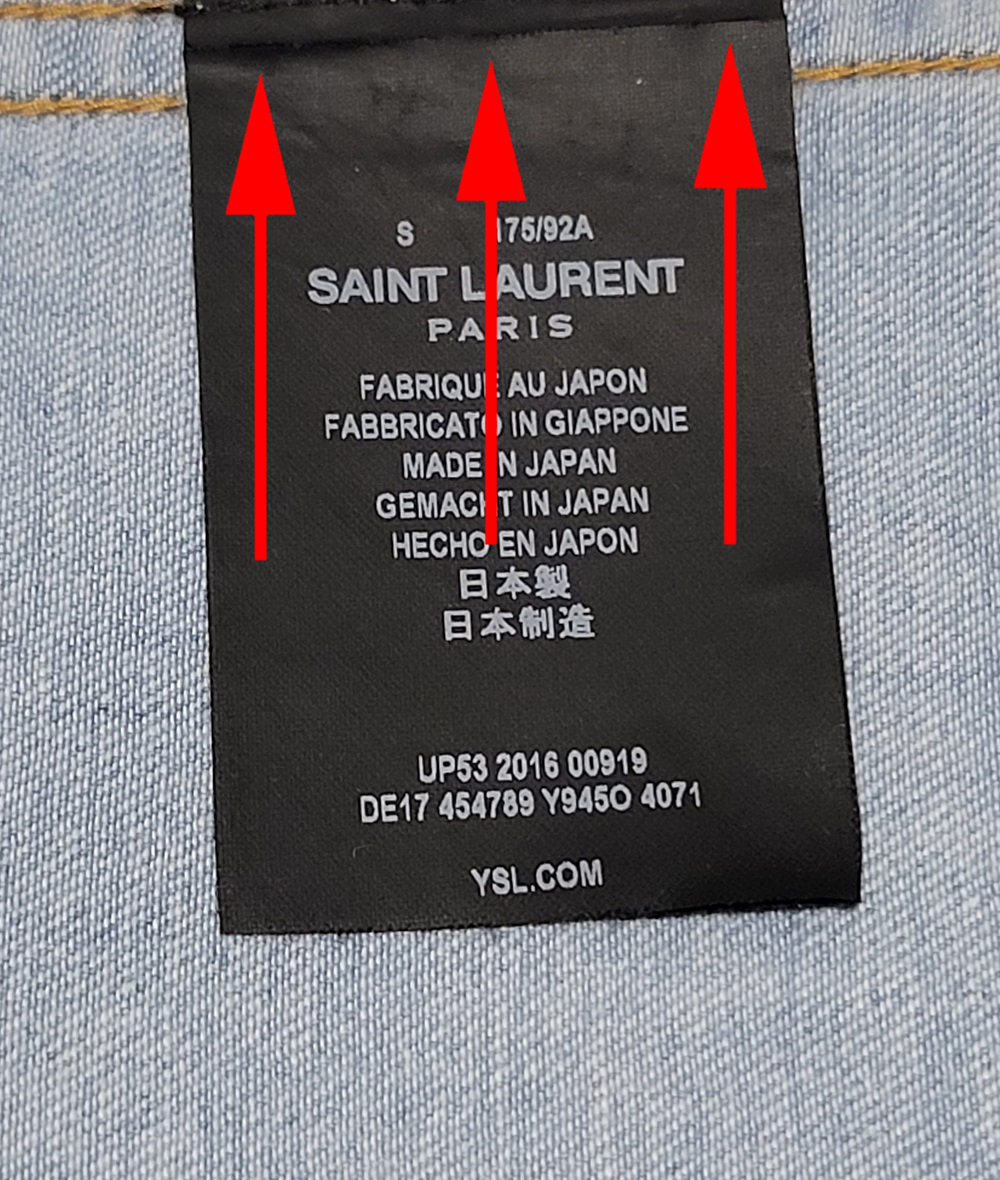 S 175/92A
SAINT LAURENT
PARIS
FABRIQUE AU JAPON
FABBRICATO IN GIAPPONE
MADE IN JAPAN
GEMACHT IN JAPAN
HECHO EN JAPON
日本製
日本制造
UP53 2016 00919
DE17 454789 Y945O 4071
YSL.COM